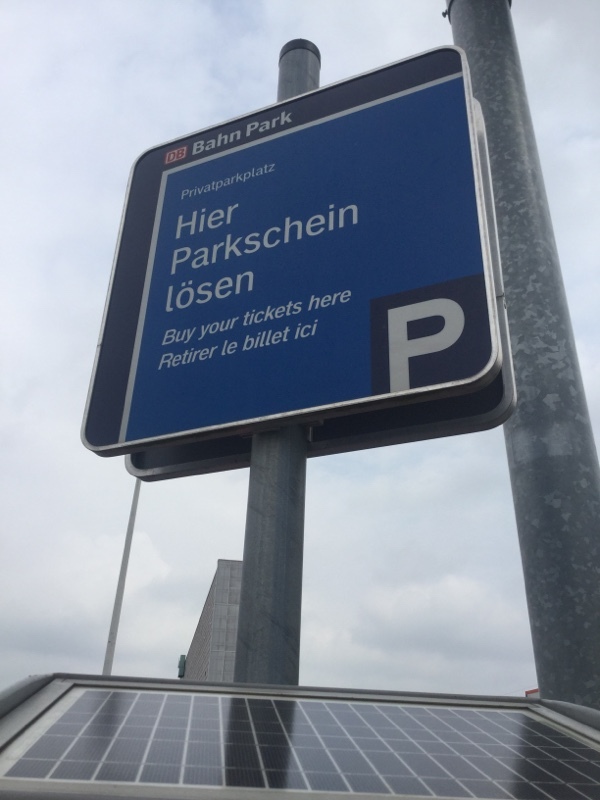 DB Bahn Park
Privatparkplatz
Hier
Parkschein
lösen
Buy your tickets here
Retirer le billet ici
P